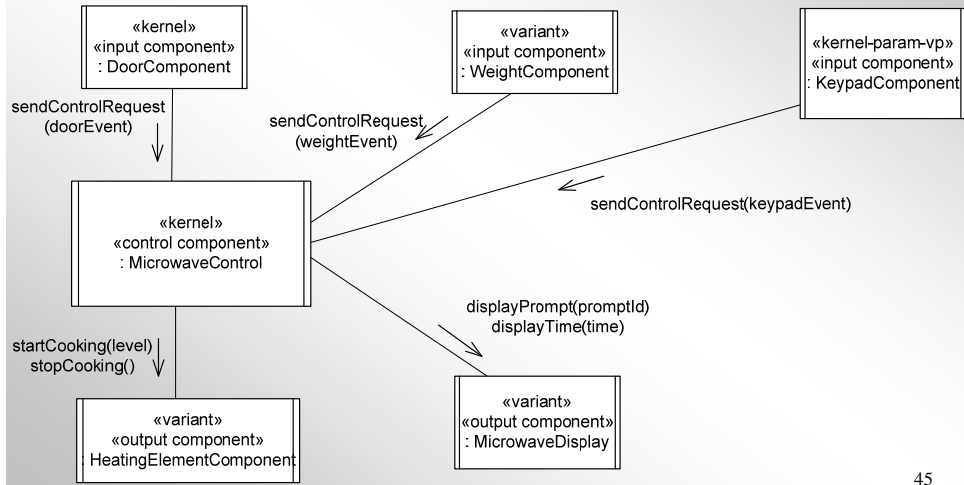 «kernel»
«input component»
: DoorComponent
«variant»
«input component»
: WeightComponent
«kernel-param-vp»
«input component»
: KeypadComponent
sendControlRequest
(doorEvent)
sendControlRequest
(weightEvent)
sendControlRequest(keypadEvent)
«kernel»
«control component»
: MicrowaveControl
displayPrompt(promptId)
displayTime(time)
startCooking(level)
stopCooking()
«variant»
«output component»
: HeatingElementComponent
«variant»
«output component»
: MicrowaveDisplay
45